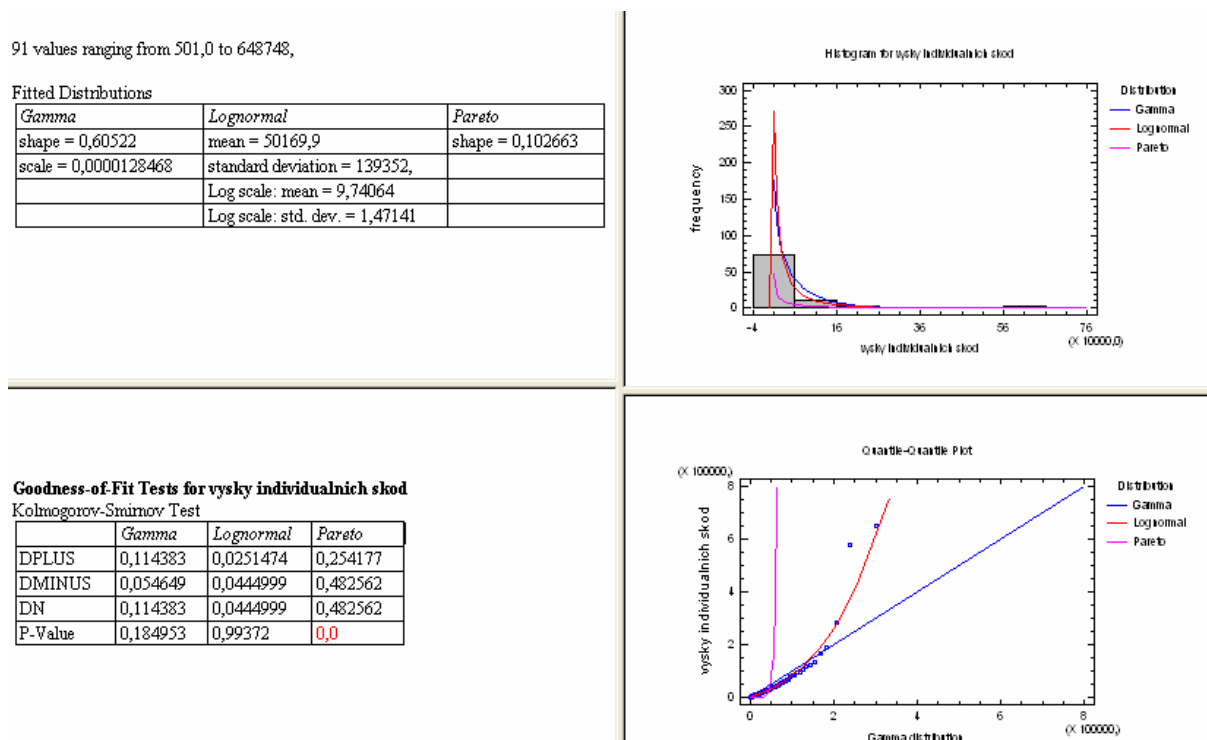 91 values ranging from 501,0 to 648748,
Fitted Distributions
Gamma Lognormal Pareto
shape = 0,60522 mean = 50169,9 shape = 0,102663
scale = 0,0000128468 standard deviation = 139352,
Log scale: mean = 9,74064
Log scale: std. dev. = 1,47141
Histogram for vysky individualnich skod
frequency
300
250
200
150
100
50
0
-4 16 36 56 76
(X 10000,0)
vysky individualnich skod
Distribution
Gamma
Lognormal
Pareto
Goodness-of-Fit Tests for vysky individualnich skod
Kolmogorov-Smirnov Test
Gamma Lognormal Pareto
DPLUS 0,114383 0,0251474 0,254177
DMINUS 0,054649 0,0444999 0,482562
DN 0,114383 0,0444999 0,482562
P-Value 0,184953 0,99372 0,0
Quantile-Quantile Plot
(X 100000,)
vysky individualnich skod
8
6
4
2
0
0 2 4 6 8
(X 100000,)
Gamma distribution
Distribution
Gamma
Lognormal
Pareto